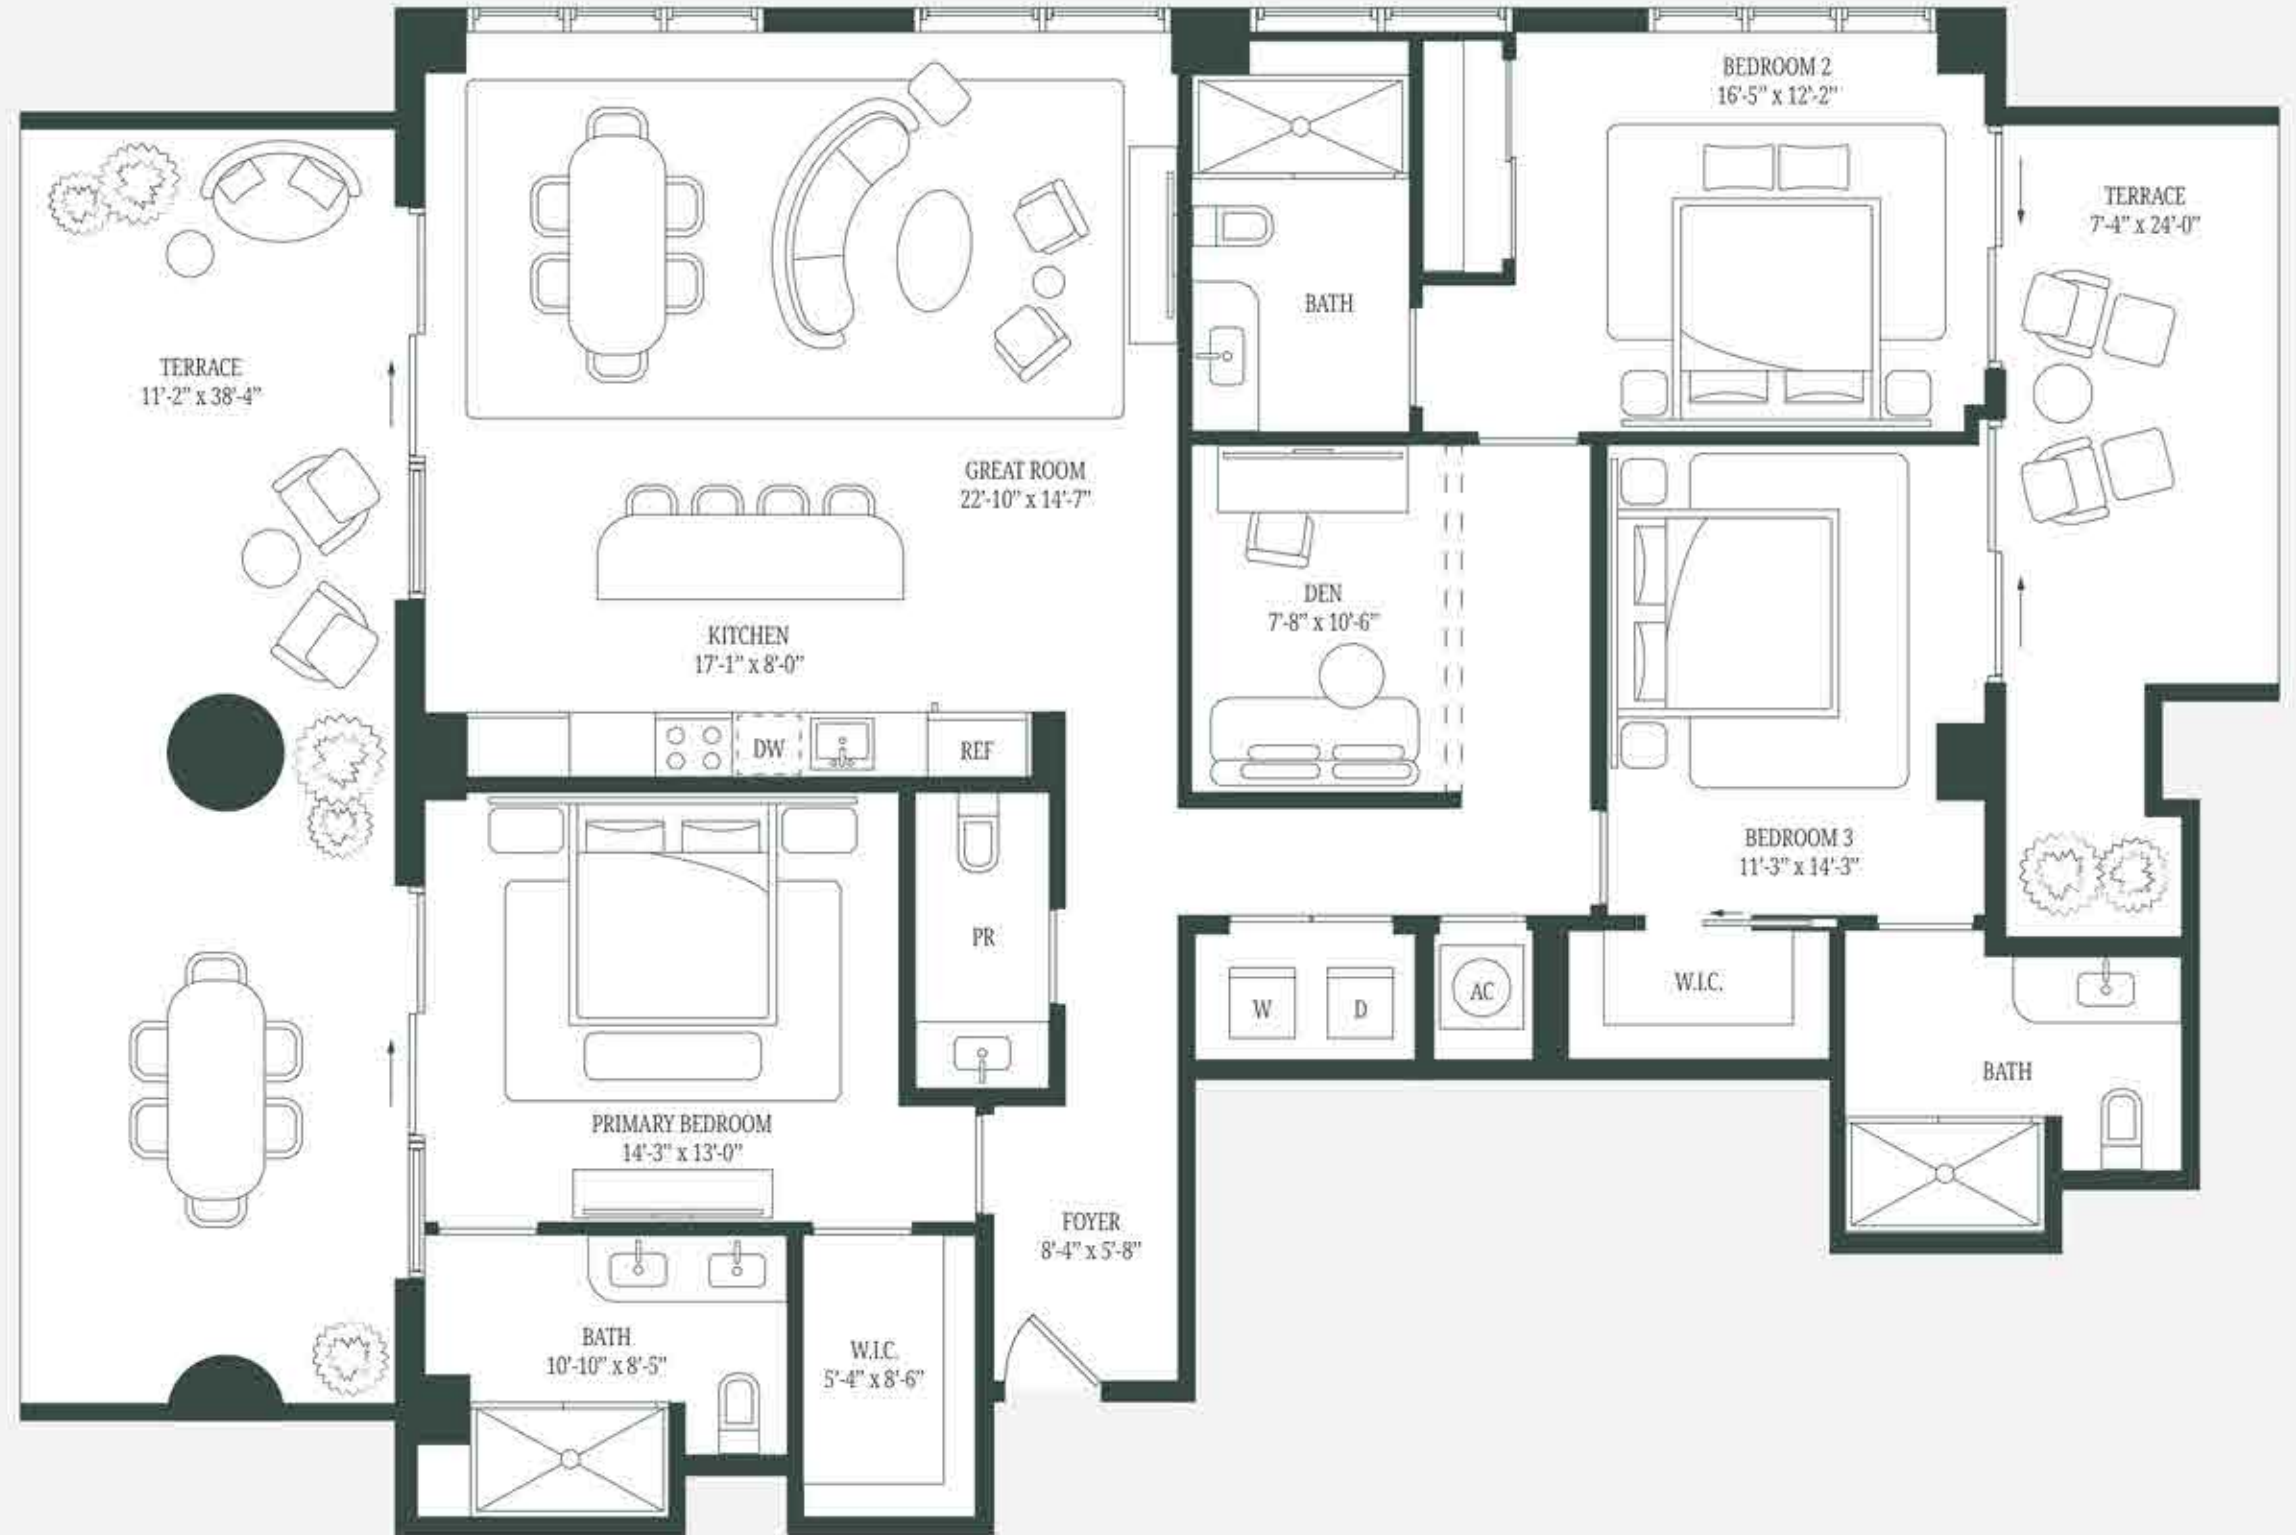 BEDROOM 2
16'-5" x 12'-2"
TERRACE
7'-4" x 24'-0"
BATH
TERRACE
11'-2" x 38'-4"
GREAT ROOM
22'-10" x 14'-7"
DEN
7'-8" x 10'-6"
KITCHEN
17'-1" x 8'-0"
DW
REF
BEDROOM 3
11'-3" x 14'-3"
PR
W.I.C.
W
D
AC
BATH
PRIMARY BEDROOM
14'-3" x 13'-0"
FOYER
8'-4" x 5'-8"
BATH
10'-10" x 8'-5"
W.I.C.
5'-4" x 8'-6"